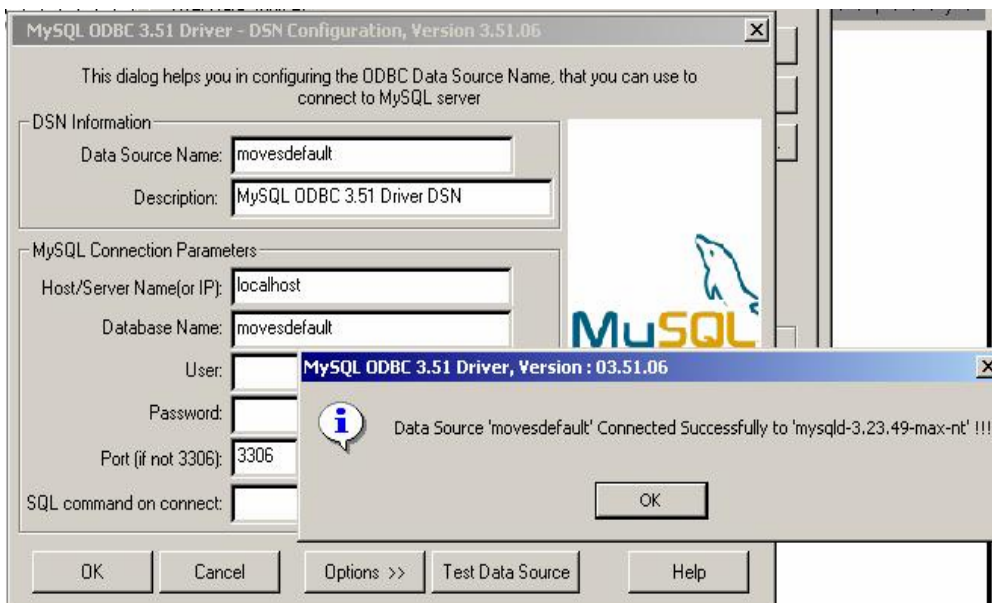 MySQL ODBC 3.51 Driver - DSN Configuration, Version 3.51.06
This dialog helps you in configuring the ODBC Data Source Name, that you can use to
connect to MySQL server
DSN Information
Data Source Name: movesdefault
Description: MySQL ODBC 3.51 Driver DSN
MySQL Connection Parameters
Host/Server Name(or IP): localhost
Database Name: movesdefault
MySQL
User:
Password:
Port (if not 3306): 3306
SQL command on connect:
MySQL ODBC 3.51 Driver, Version : 03.51.06
Data Source 'movesdefault' Connected Successfully to 'mysqld-3.23.49-max-nt' !!!
OK
OK Cancel Options >> Test Data Source Help